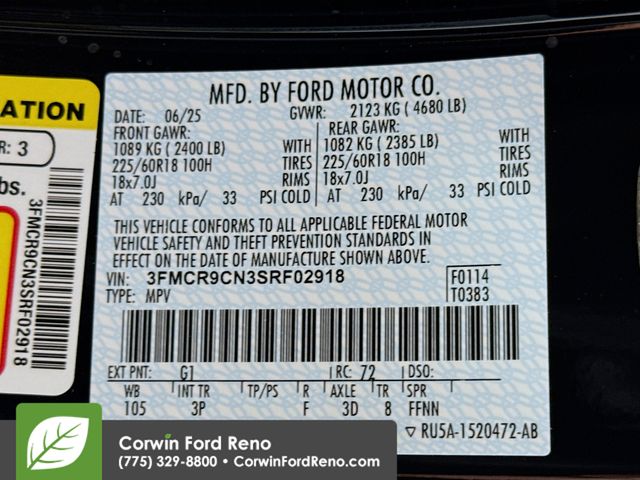 MFD. BY FORD MOTOR CO.
DATE: 06/25 GVWR: 2123 KG ( 4680 LB)
FRONT GAWR: REAR GAWR:
1089 KG ( 2400 LB) WITH 1082 KG ( 2385 LB) WITH
225/60R18 100H TIRES 225/60R18 100H TIRES
18x7.0J RIMS 18x7.0J RIMS
AT 230 kPa/ 33 PSI COLD AT 230 kPa/ 33 PSI COLD
THIS VEHICLE CONFORMS TO ALL APPLICABLE FEDERAL MOTOR
VEHICLE SAFETY AND THEFT PREVENTION STANDARDS IN
EFFECT ON THE DATE OF MANUFACTURE SHOWN ABOVE.
VIN: 3FMCR9CN3SRF02918 F0114
TYPE: MPV T0383
EXT PNT: G1 RC: 72 DSO:
WB INT TR TP/PS R AXLE TR SPR
105 3P F 3D 8 FFNN
▽ RU5A-1520472-AB
ATION
R: 3
bs.
3FMCR9CN3SRF02918
Corwin Ford Reno
(775) 329-8800 • CorwinFordReno.com